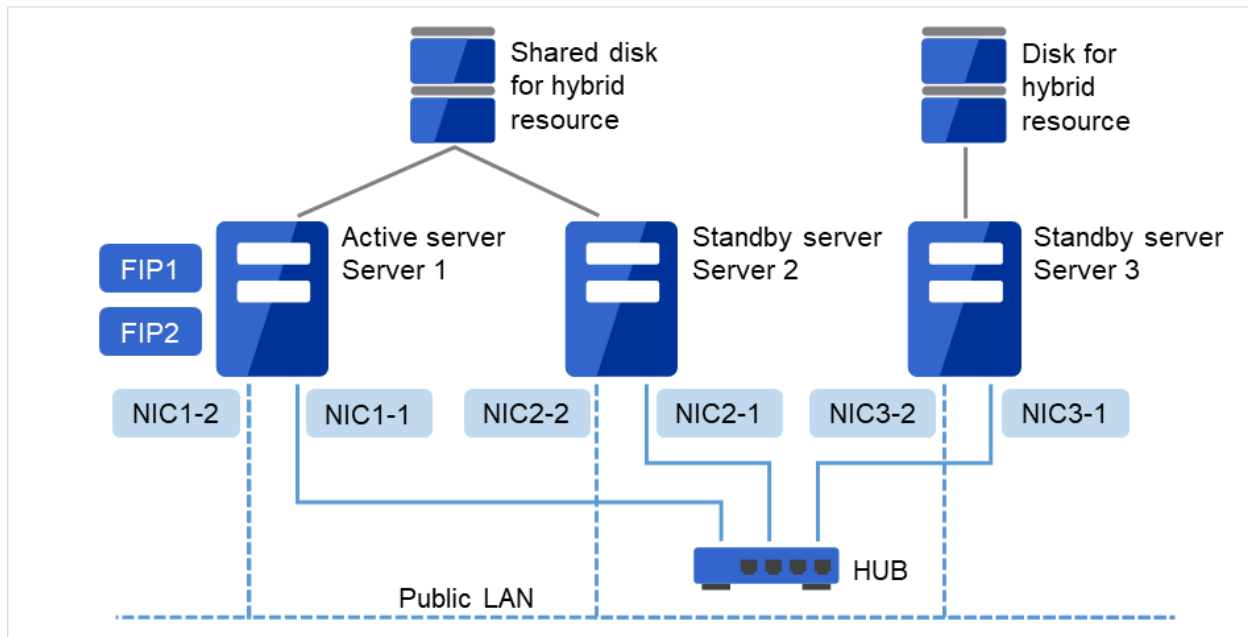 Shared disk
for hybrid
resource
Disk for
hybrid
resource
Active server
Server 1
Standby server
Server 2
Standby server
Server 3
FIP1
FIP2
NIC1-2
NIC1-1
NIC2-2
NIC2-1
NIC3-2
NIC3-1
HUB
Public LAN